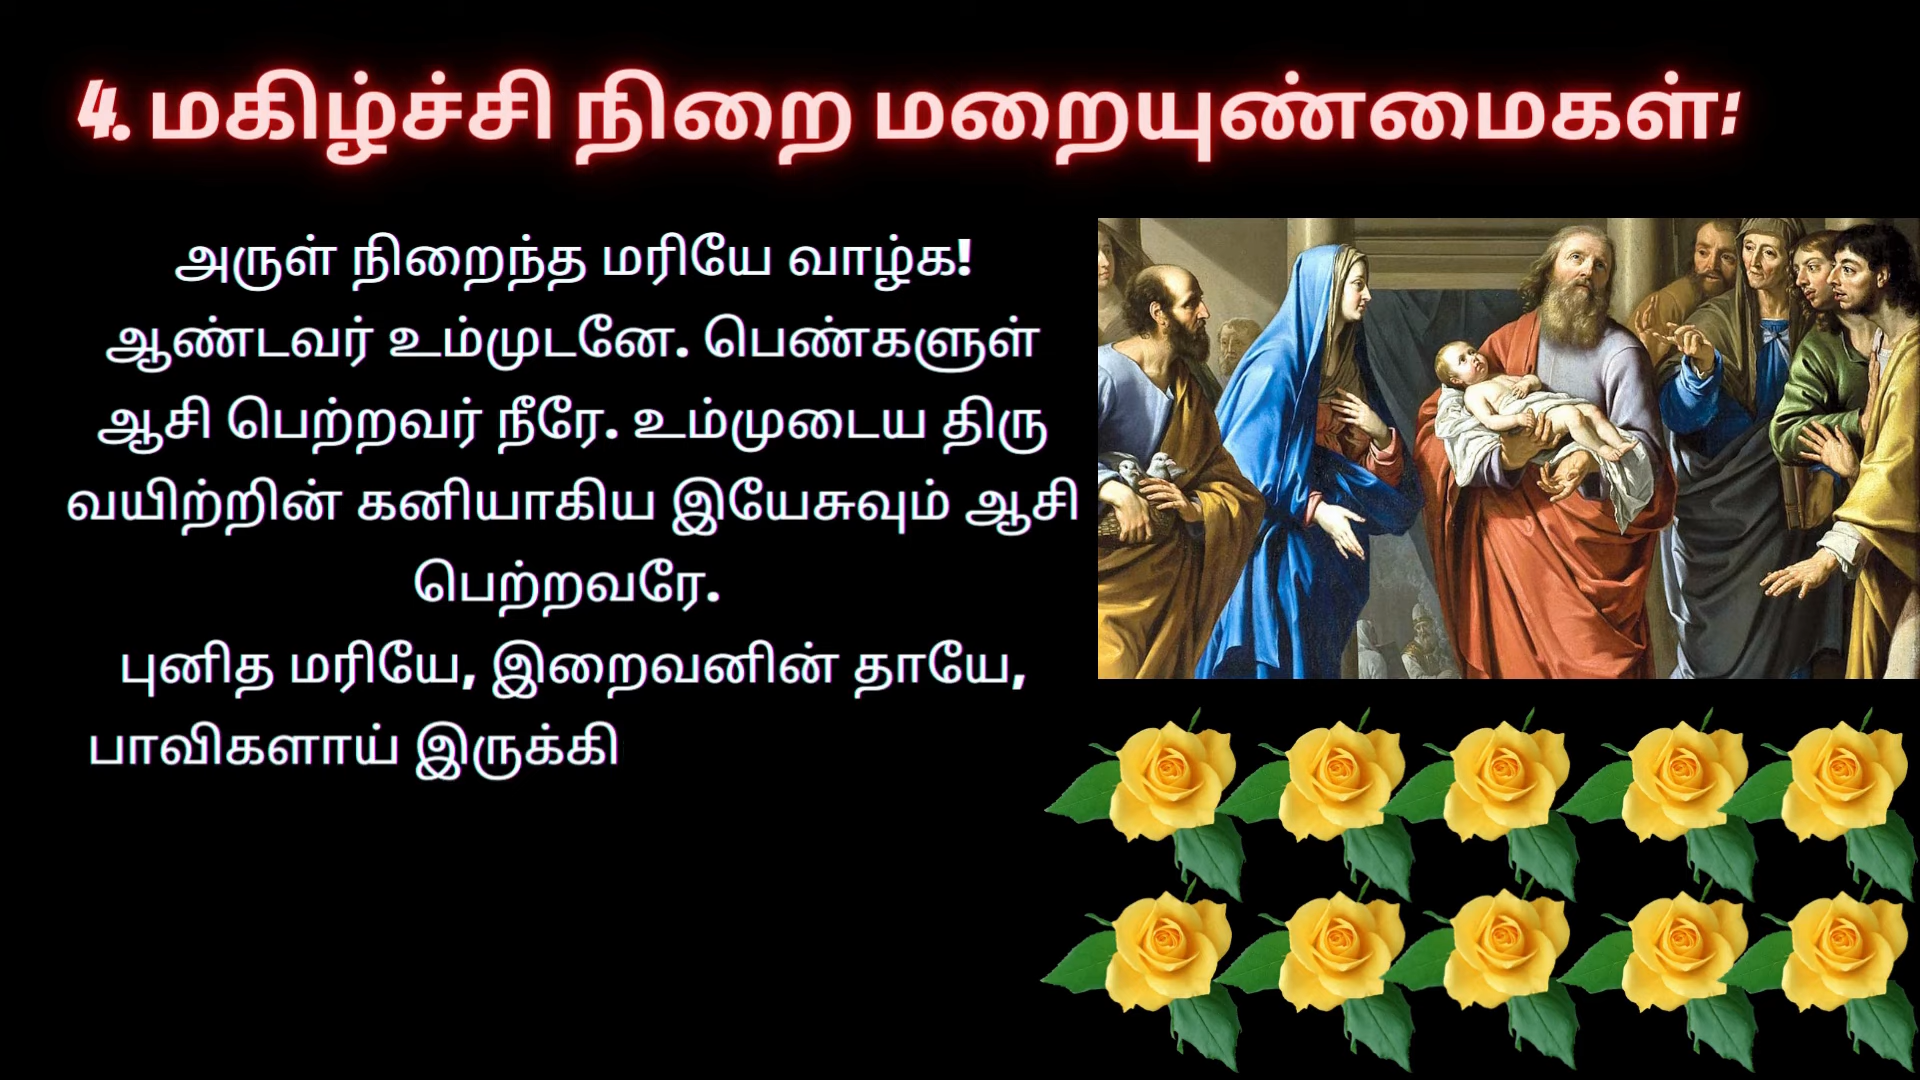 4. மகிழ்ச்சி நிறை மறையுண்மைகள்:
அருள் நிறைந்த மரியே வாழ்க!
ஆண்டவர் உம்முடனே. பெண்களுள்
ஆசி பெற்றவர் நீரே. உம்முடைய திரு
வயிற்றின் கனியாகிய இயேசுவும் ஆசி
பெற்றவரே.
புனித மரியே, இறைவனின் தாயே,
பாவிகளாய் இருக்கி